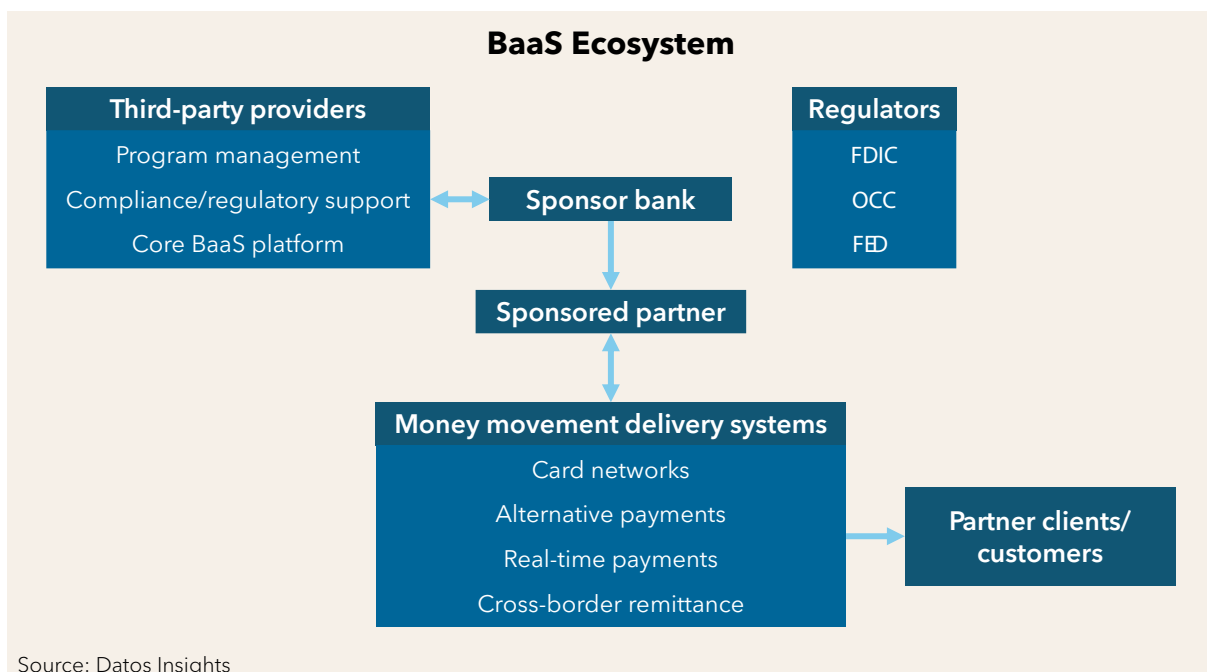 BaaS Ecosystem
Third-party providers
Program management
Compliance/regulatory support
Core BaaS platform
Regulators
FDIC
OCC
FED
Sponsor bank
Sponsored partner
Money movement delivery systems
Card networks
Alternative payments
Real-time payments
Cross-border remittance
Partner clients/
customers
Source: Datos Insights